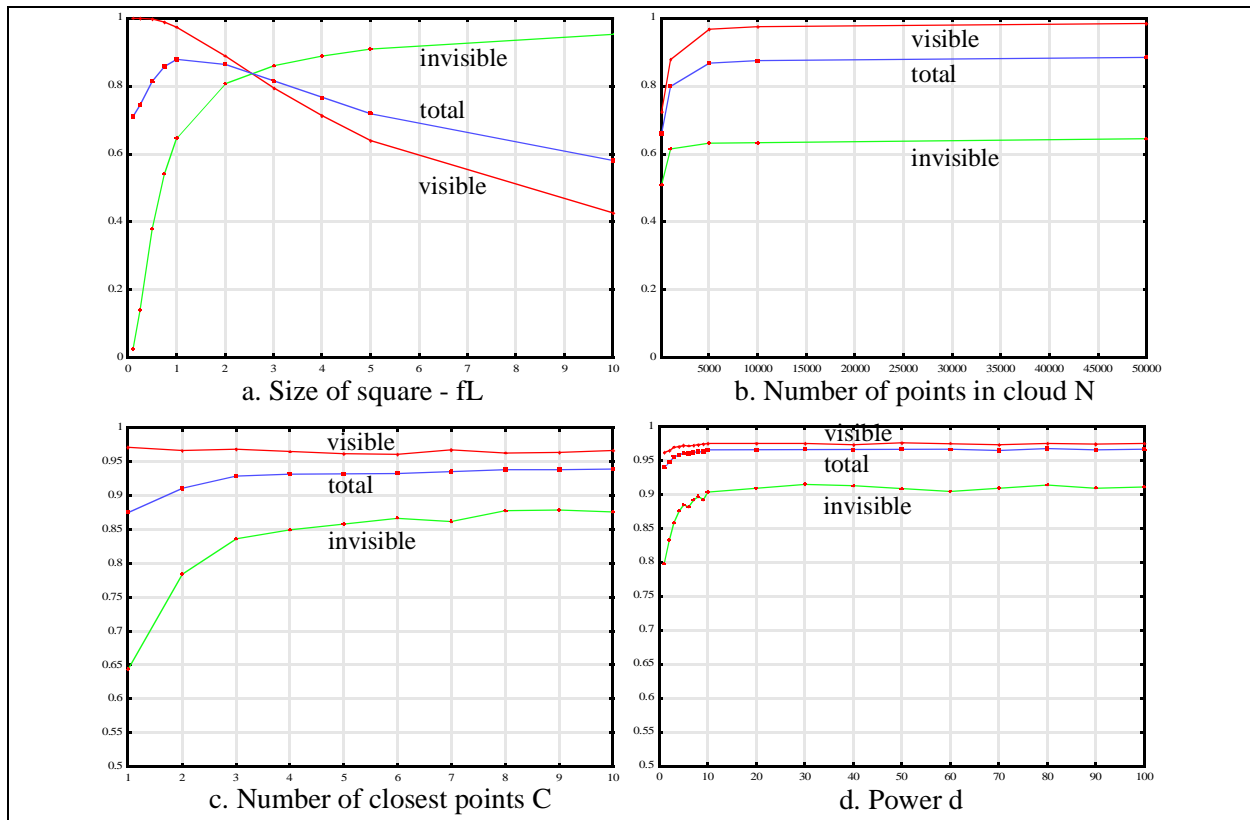 1
0.8
0.6
0.4
0.2
0
0 1 2 3 4 5 6 7 8 9 10
invisible
total
visible
a. Size of square - fL
1
0.8
0.6
0.4
0.2
0
5000 10000 15000 20000 25000 30000 35000 40000 45000 50000
visible
total
invisible
b. Number of points in cloud N
1
0.95
0.9
0.85
0.8
0.75
0.7
0.65
0.6
0.55
0.5
1 2 3 4 5 6 7 8 9 10
visible
total
invisible
c. Number of closest points C
1
0.95
0.9
0.85
0.8
0.75
0.7
0.65
0.6
0.55
0.5
0 10 20 30 40 50 60 70 80 90 100
visible
total
invisible
d. Power d